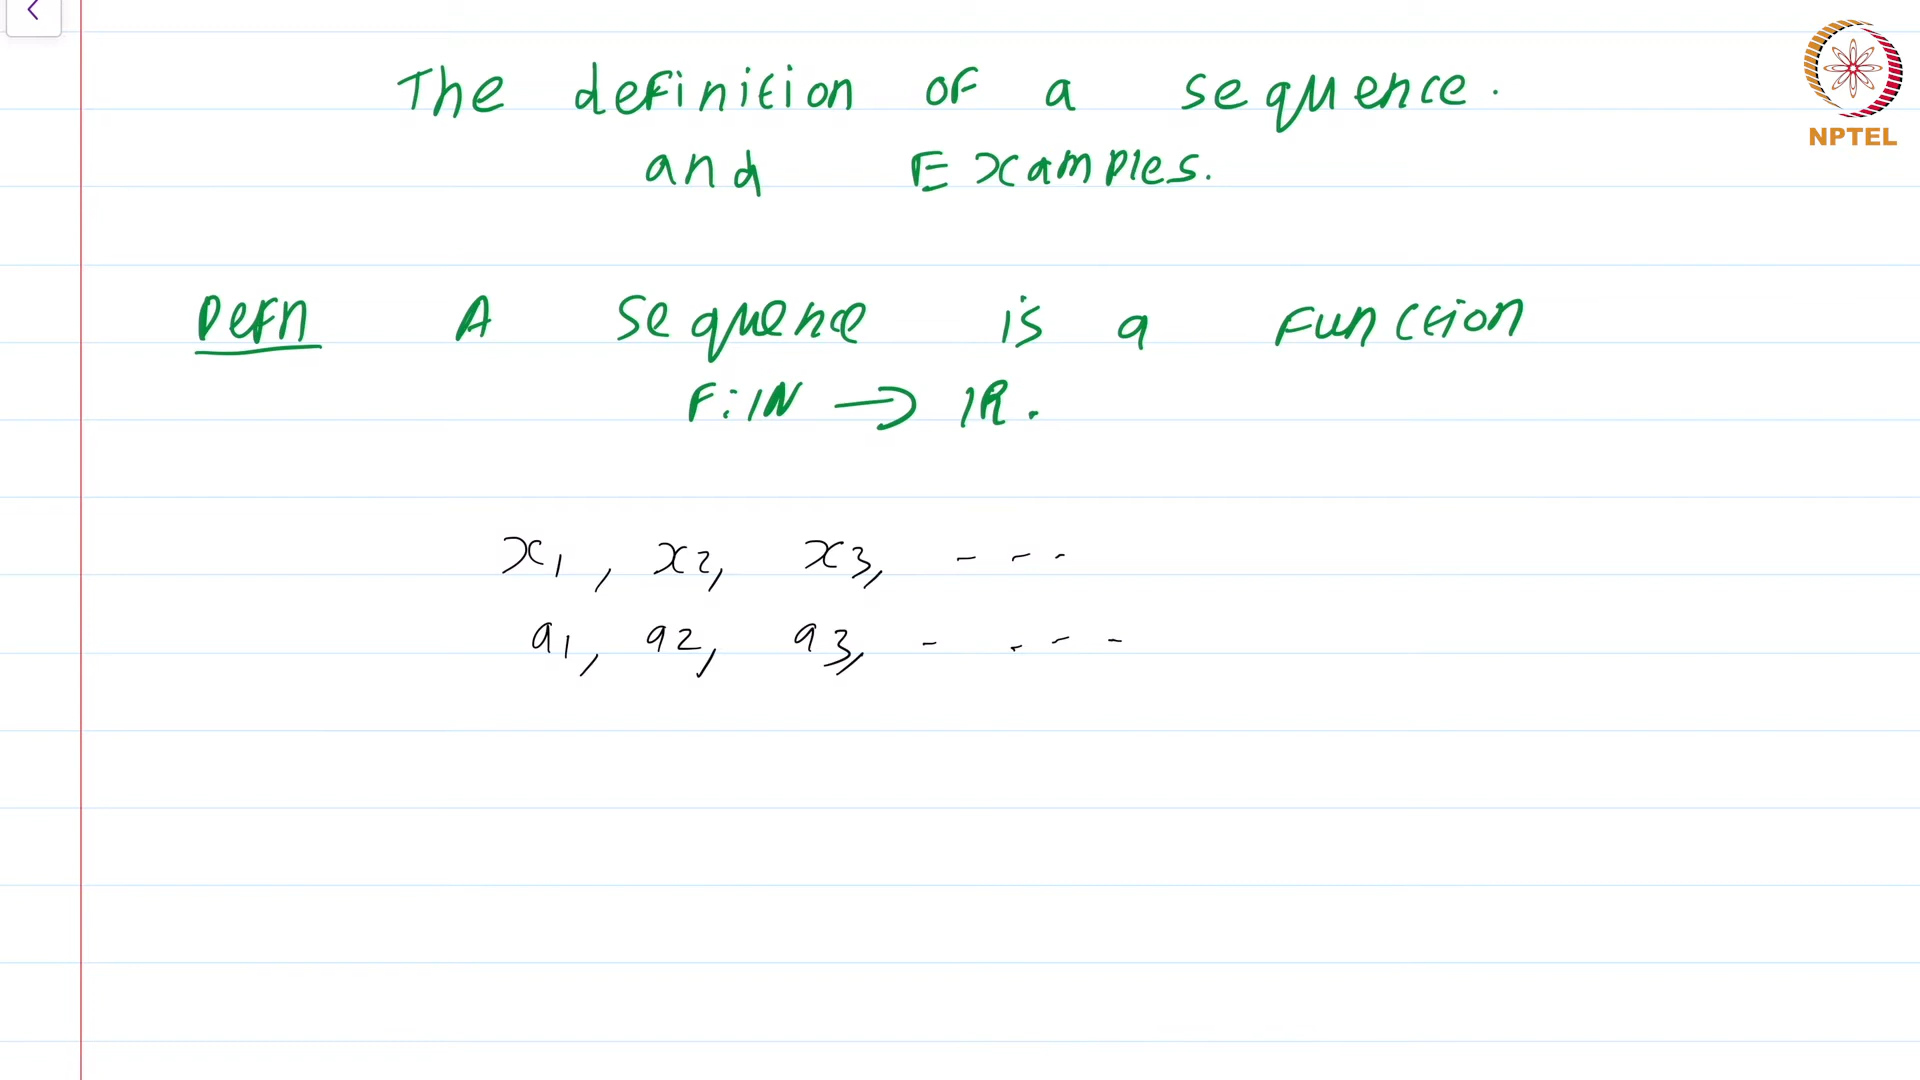 The definition of a sequence.
and Examples.
NPTEL
Defn A sequence is a function
F: ℕ → ℝ.
x₁, x₂, x₃, - - - -
a₁, a₂, a₃, - . - -